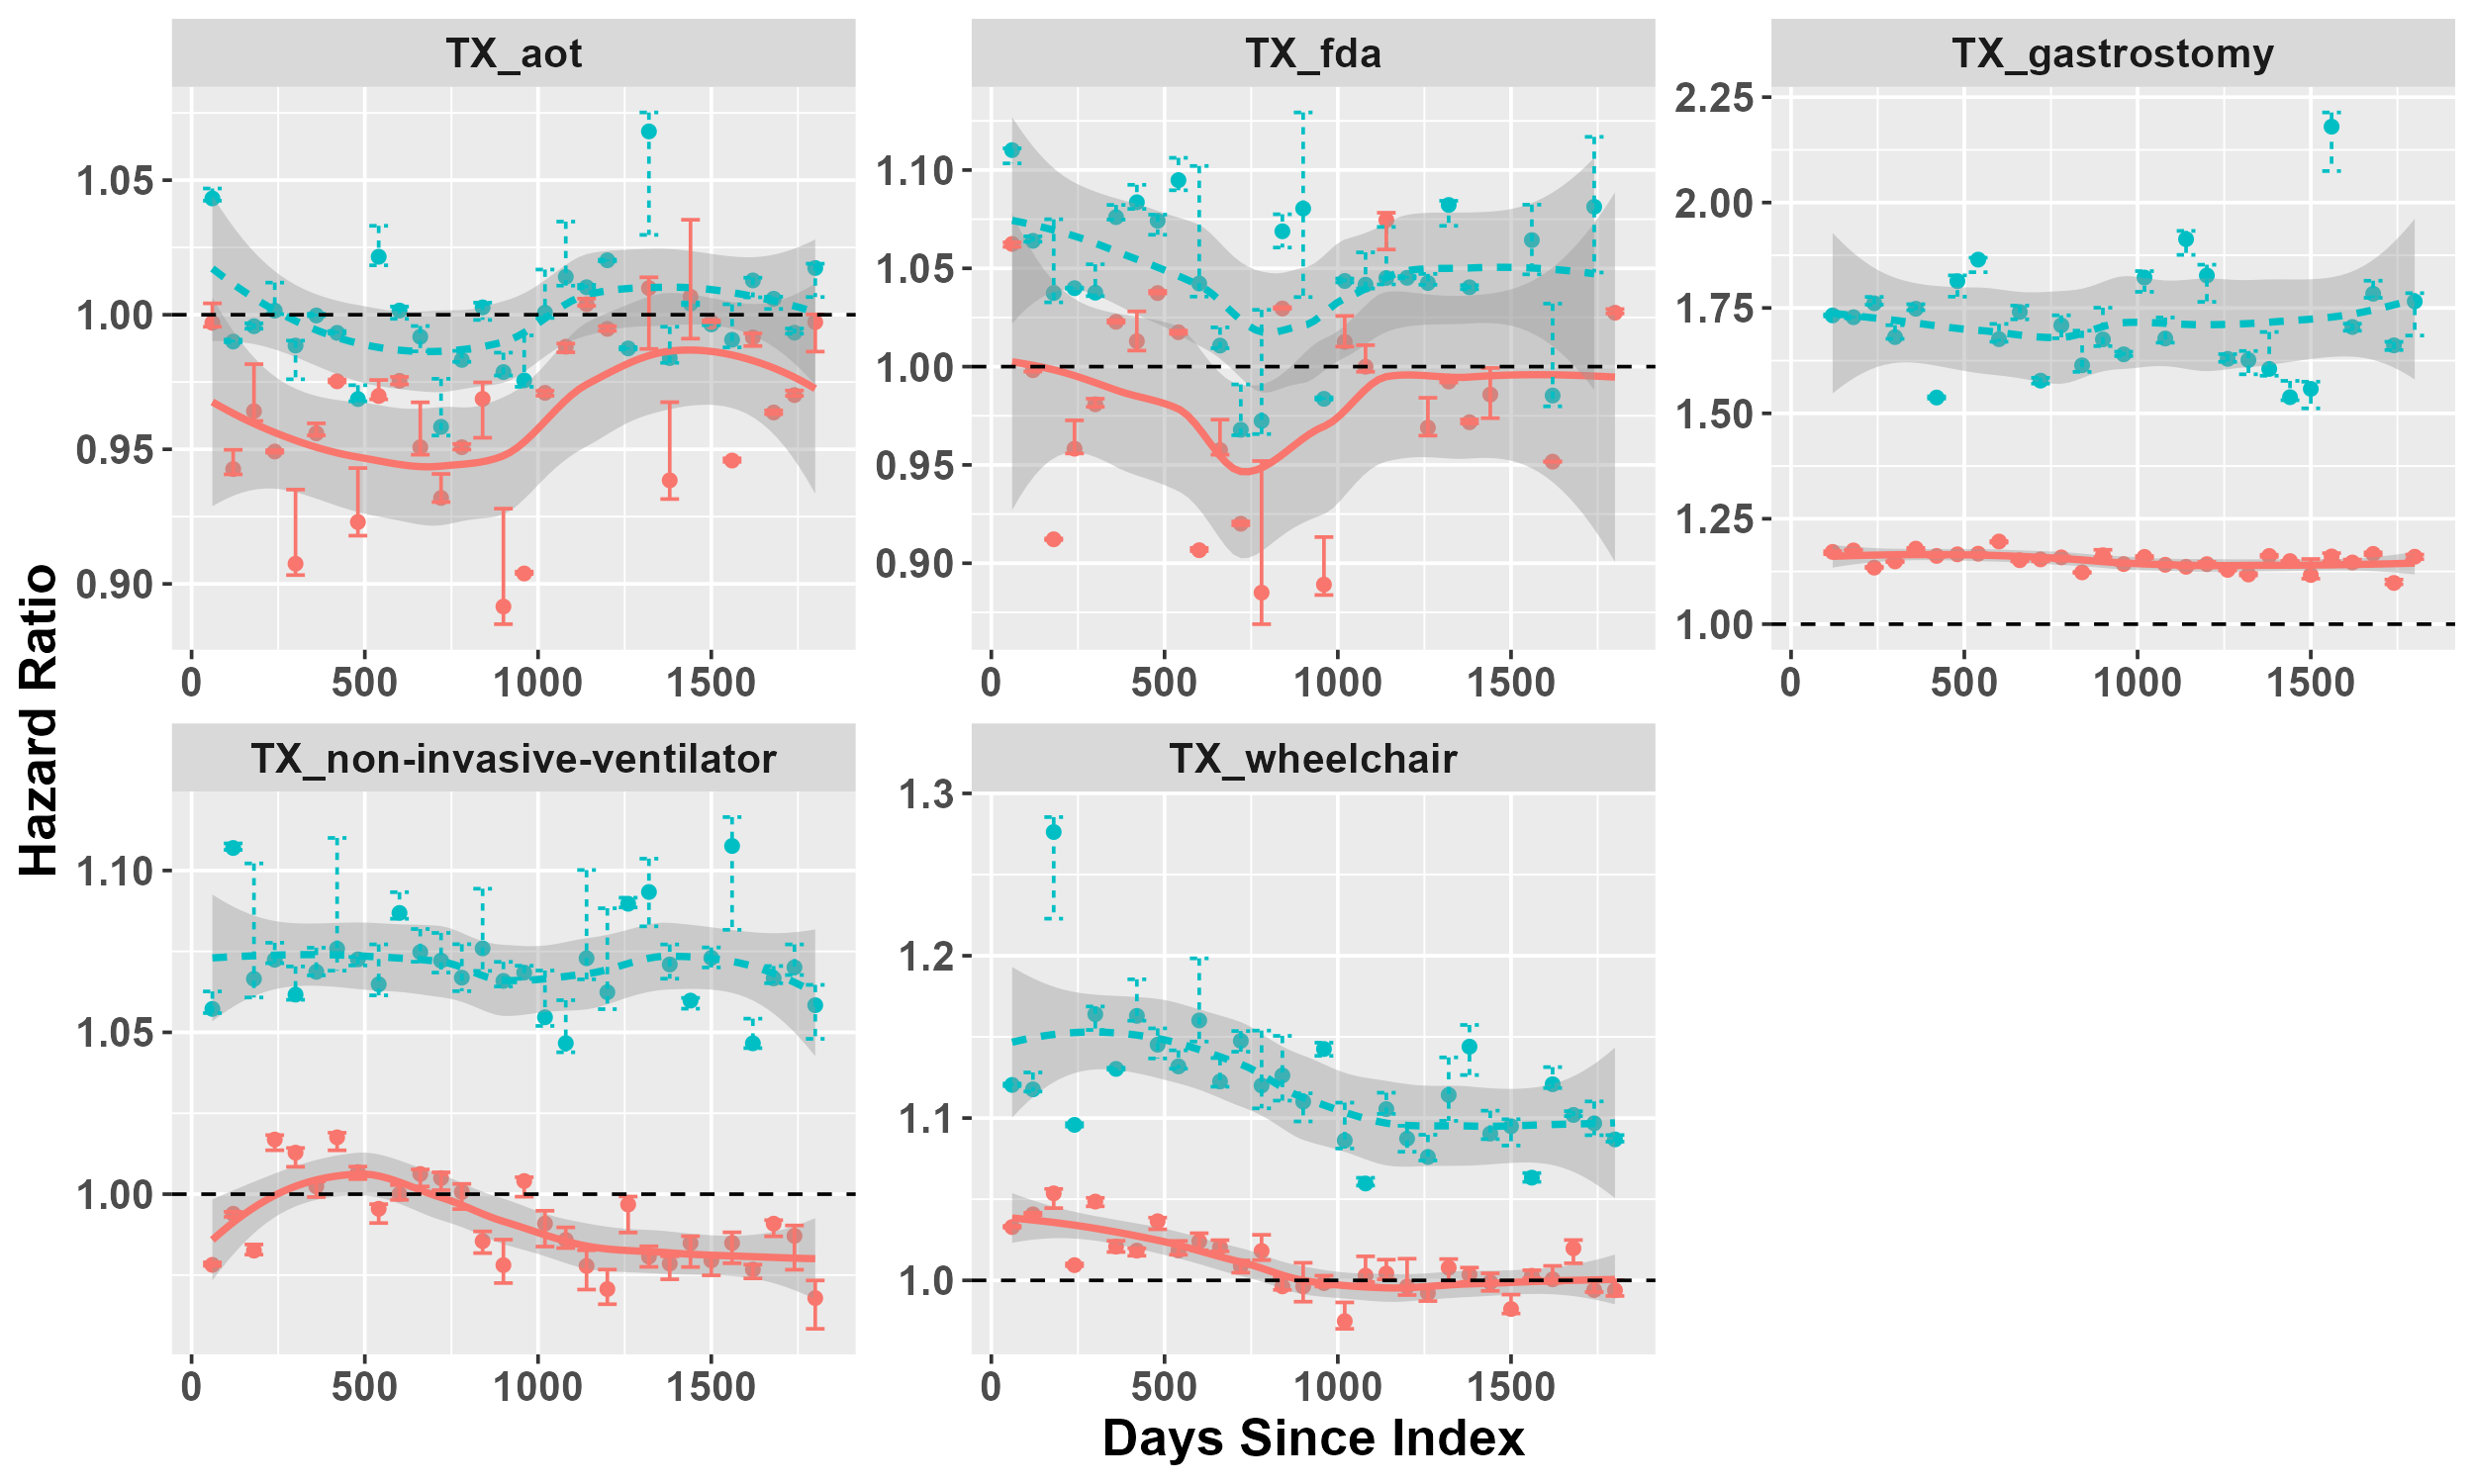 TX_aot
TX_fda
TX_gastrostomy
1.05
1.00
0.95
0.90
1.10
1.05
1.00
0.95
0.90
2.25
2.00
1.75
1.50
1.25
1.00
0 500 1000 1500
0 500 1000 1500
0 500 1000 1500
Hazard Ratio
TX_non-invasive-ventilator
TX_wheelchair
1.10
1.05
1.00
1.3
1.2
1.1
1.0
0 500 1000 1500
0 500 1000 1500
Days Since Index